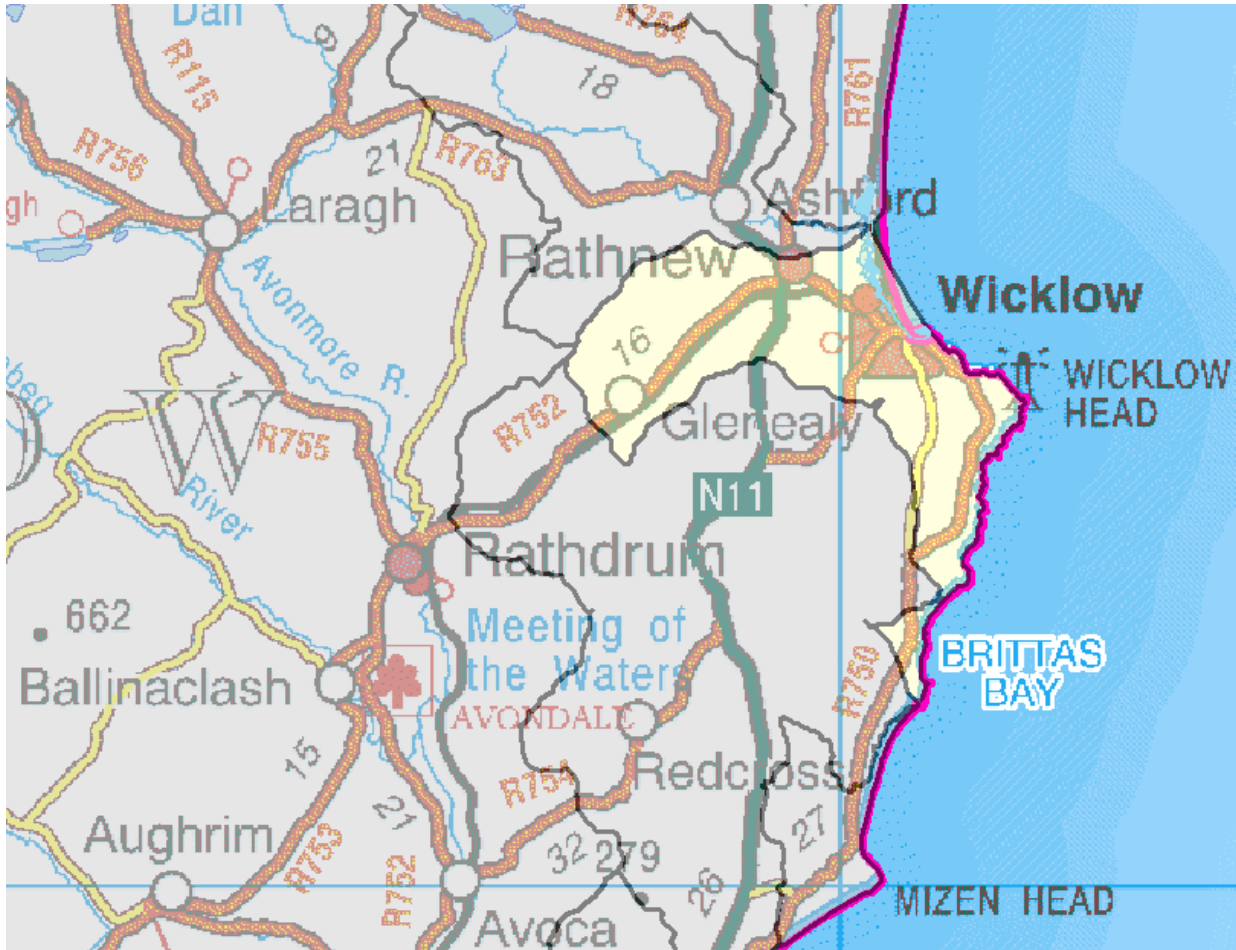 Dan
R764
9
R115
18
R761
R756
21
R763
gh
Laragh
Ashford
Rathnew
Avonmore R.
Wicklow
16
WICKLOW
HEAD
R752
Glenealy
R755
W
River
N11
Rathdrum
662
Meeting of
the Waters
BRITTAS
BAY
R750
Ballinaclash
AVONDALE
15
Redcross
R754
21
27
Aughrim
R753
32
279
R752
26
MIZEN HEAD
Avoca